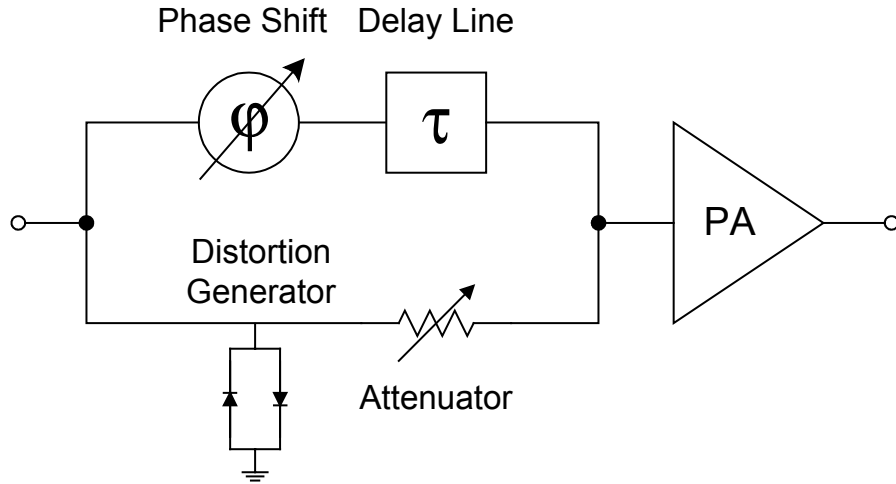 Phase Shift
Delay Line
φ
τ
PA
Distortion
Generator
Attenuator